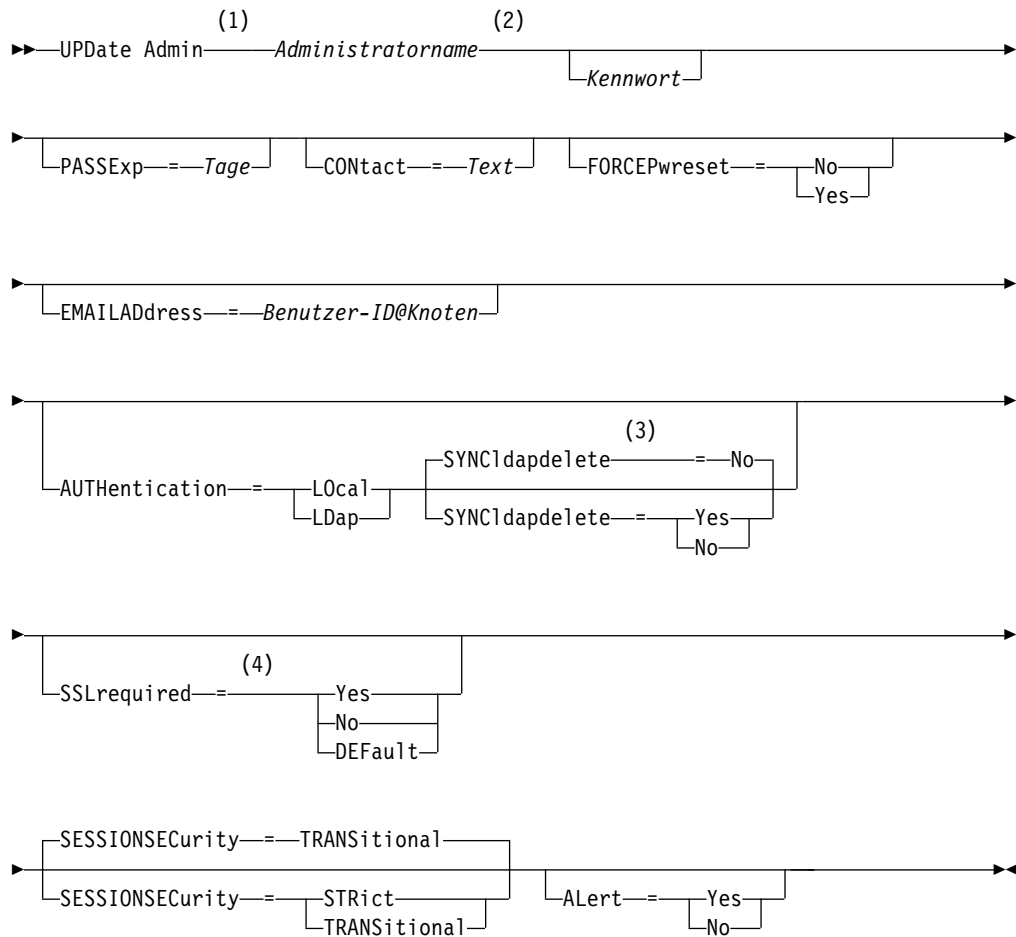 (1) (2)
UPDate Admin Administratorname
Kennwort
PASSExp = Tage CONtact = Text FORCEPwreset = No
Yes
EMAILADdress = Benutzer-ID@Knoten
(3)
SYNCldapdelete = No
AUTHentication = LOcal SYNCldapdelete = Yes
LDap No
(4)
SSLrequired = Yes
No
DEFault
SESSIONSECurity = TRANSitional
SESSIONSECurity = STRict ALert = Yes
TRANSitional No